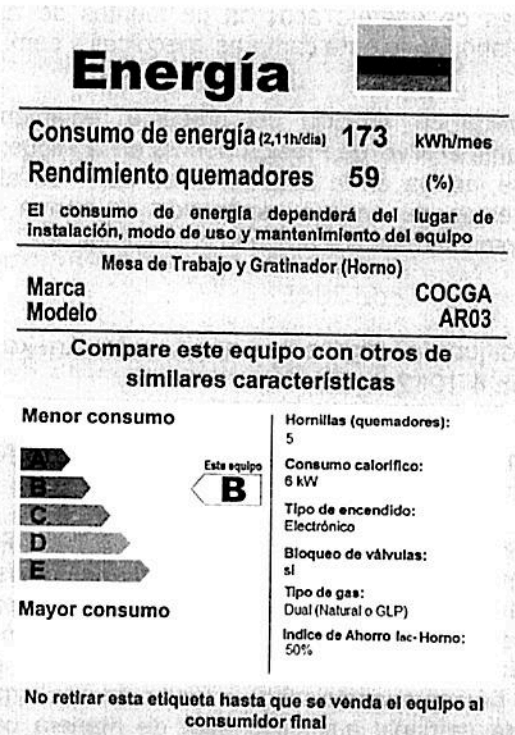 Energía
Consumo de energía (2,11h/día) 173 kWh/mes
Rendimiento quemadores 59 (%)
El consumo de energía dependerá del lugar de
instalación, modo de uso y mantenimiento del equipo
Mesa de Trabajo y Gratinador (Horno)
Marca COCGA
Modelo AR03
Compare este equipo con otros de
similares características
Menor consumo
A
B
C
D
E
Mayor consumo
Este equipo
B
Hornillas (quemadores):
5
Consumo calorífico:
6 kW
Tipo de encendido:
Electrónico
Bloqueo de válvulas:
sí
Tipo de gas:
Dual (Natural o GLP)
Indice de Ahorro Iac- Horno:
50%
No retirar esta etiqueta hasta que se venda el equipo al
consumidor final